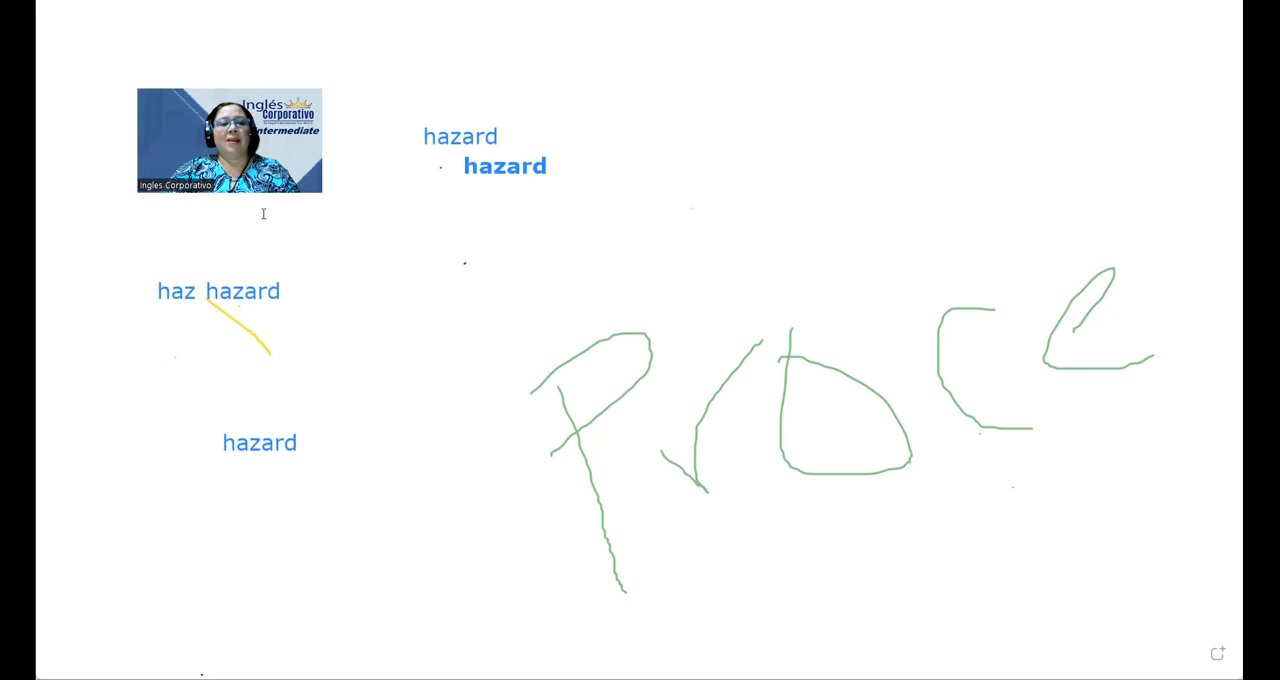 Inglés
Corporativo
Intermediate
Ingles Corporativo
hazard
hazard
haz hazard
hazard
proce